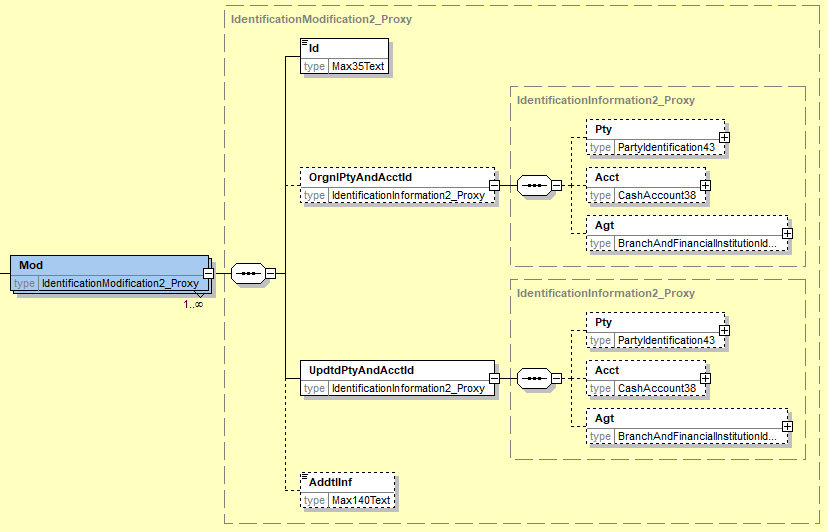 IdentificationModification2_Proxy
Id
type Max35Text
IdentificationInformation2_Proxy
Pty
type PartyIdentification43
OrgnlPtyAndAcctId
type IdentificationInformation2_Proxy
Acct
type CashAccount38
Agt
type BranchAndFinancialInstitutionId...
Mod
type IdentificationModification2_Proxy
1..∞
IdentificationInformation2_Proxy
Pty
type PartyIdentification43
UpdtdPtyAndAcctId
type IdentificationInformation2_Proxy
Acct
type CashAccount38
Agt
type BranchAndFinancialInstitutionId...
AddtlInf
type Max140Text